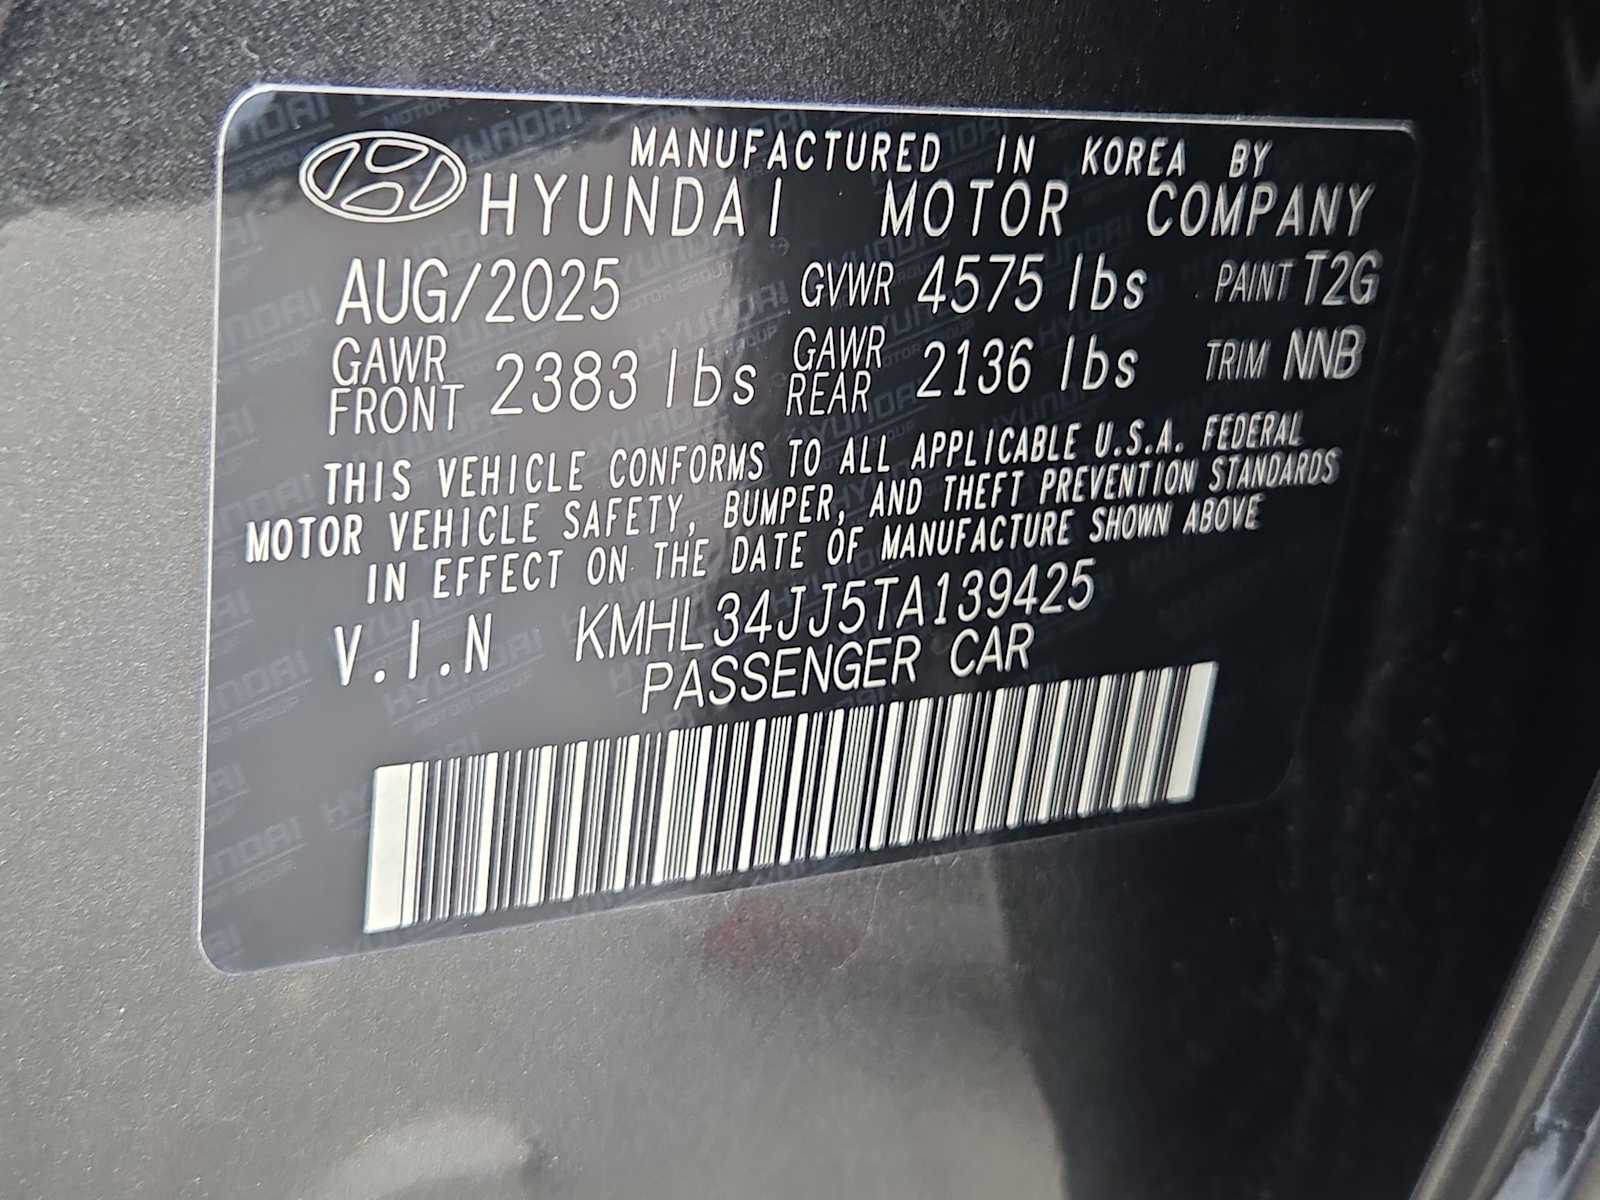 MANUFACTURED IN KOREA BY
HYUNDAI MOTOR COMPANY
AUG/2025 GVWR 4575 lbs PAINT T2G
GAWR FRONT 2383 lbs GAWR REAR 2136 lbs TRIM NNB
THIS VEHICLE CONFORMS TO ALL APPLICABLE U.S.A. FEDERAL
MOTOR VEHICLE SAFETY, BUMPER, AND THEFT PREVENTION STANDARDS
IN EFFECT ON THE DATE OF MANUFACTURE SHOWN ABOVE
V.I.N KMHL34JJ5TA139425
PASSENGER CAR